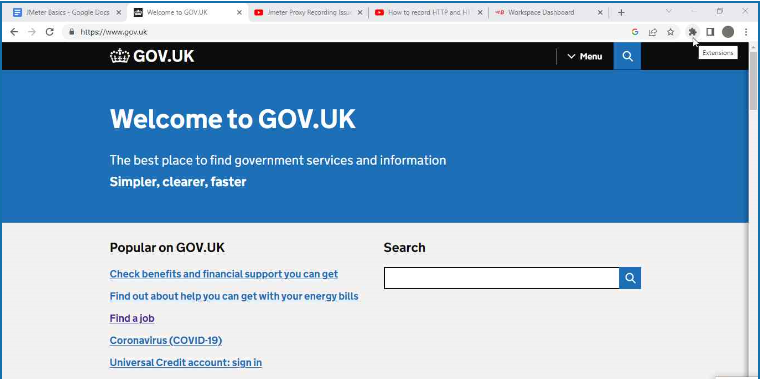 JMeter Basics - Google Docs
Welcome to GOV.UK
Jmeter Proxy Recording Issu
How to record HTTP and H
Workspace Dashboard
https://www.gov.uk
Extensions
GOV.UK
Menu
Welcome to GOV.UK
The best place to find government services and information
Simpler, clearer, faster
Popular on GOV.UK
Search
Check benefits and financial support you can get
Find out about help you can get with your energy bills
Find a job
Coronavirus (COVID-19)
Universal Credit account: sign in